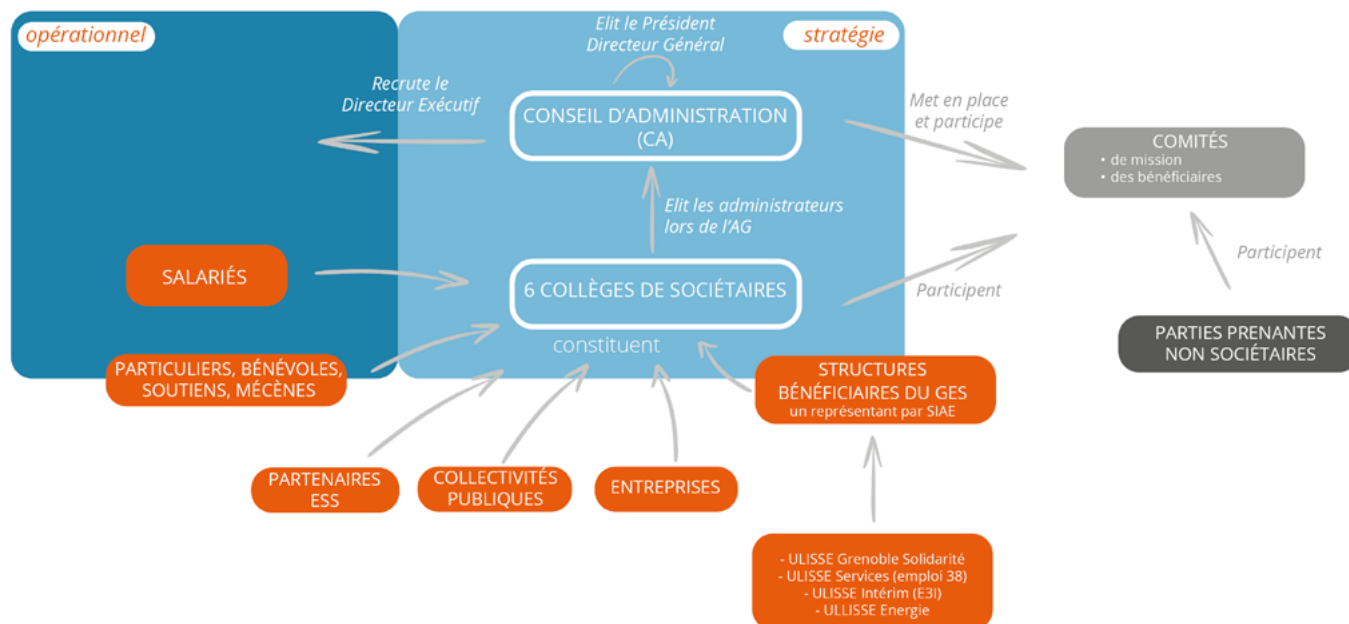 opérationnel
stratégie
Elit le Président
Directeur Général
Recrute le
Directeur Exécutif
CONSEIL D'ADMINISTRATION
(CA)
Met en place
et participe
COMITÉS
• de mission
• des bénéficiaires
Elit les administrateurs
lors de l'AG
SALARIÉS
6 COLLÈGES DE SOCIÉTAIRES
Participent
Participent
constituent
PARTIES PRENANTES
NON SOCIÉTAIRES
PARTICULIERS, BÉNÉVOLES,
SOUTIENS, MÉCÈNES
STRUCTURES
BÉNÉFICIAIRES DU GES
un représentant par SIAE
PARTENAIRES
ESS
COLLECTIVITÉS
PUBLIQUES
ENTREPRISES
- ULISSE Grenoble Solidarité
- ULISSE Services (emploi 38)
- ULISSE Intérim (E3I)
- ULLISSE Energie